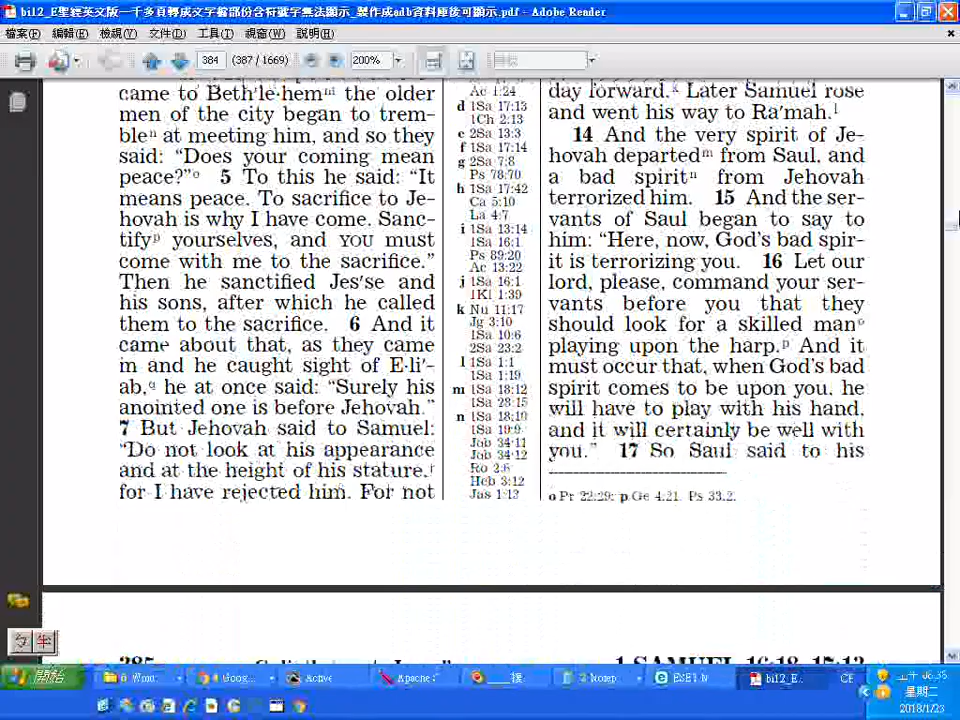 bi12_E聖經英文版一千多頁轉成文字檔部份含符號字無法顯示_製作成adb資料庫後可顯示.pdf - Adobe Reader
檔案(F) 編輯(E) 檢視(V) 文件(D) 工具(T) 視窗(W) 說明(H)
384 (387 / 1669) 200%
came to Beth′le·hemᵐ the older
men of the city began to trem-
bleⁿ at meeting him, and so they
said: “Does your coming mean
peace?”ᵒ 5 To this he said: “It
means peace. To sacrifice to Je-
hovah is why I have come. Sanc-
tifyᵖ yourselves, and YOU must
come with me to the sacrifice.”
Then he sanctified Jes′se and
his sons, after which he called
them to the sacrifice. 6 And it
came about that, as they came
in and he caught sight of E·li′-
ab,ᑫ he at once said: “Surely his
anointed one is before Jehovah.”
7 But Jehovah said to Samuel:
“Do not look at his appearance
and at the height of his stature,ʳ
for I have rejected him. For not
Ac 1:24
d 1Sa 17:13
1Ch 2:13
e 2Sa 13:3
f 1Sa 17:14
g 2Sa 7:8
Ps 78:70
h 1Sa 17:42
Ca 5:10
La 4:7
i 1Sa 13:14
1Sa 16:1
Ps 89:20
Ac 13:22
j 1Sa 16:1
1Ki 1:39
k Nu 11:17
Jg 3:10
1Sa 10:6
2Sa 23:2
l 1Sa 1:1
1Sa 1:19
m 1Sa 18:12
1Sa 28:15
n 1Sa 18:10
1Sa 19:9
Job 34:11
Job 34:12
Ro 2:6
Heb 3:12
Jas 1:13
day forward.ᵏ Later Samuel rose
and went his way to Ra′mah.ˡ
14 And the very spirit of Je-
hovah departedᵐ from Saul, and
a bad spiritⁿ from Jehovah
terrorized him. 15 And the ser-
vants of Saul began to say to
him: “Here, now, God’s bad spir-
it is terrorizing you. 16 Let our
lord, please, command your ser-
vants before you that they
should look for a skilled manᵒ
playing upon the harp.ᵖ And it
must occur that, when God’s bad
spirit comes to be upon you, he
will have to play with his hand,
and it will certainly be well with
you.” 17 So Saul said to his
o Pr 22:29; p Ge 4:21, Ps 33:2.
385 1 SAMUEL 16:18-17:12
開始 bi12_E...
星期二
2018/1/23